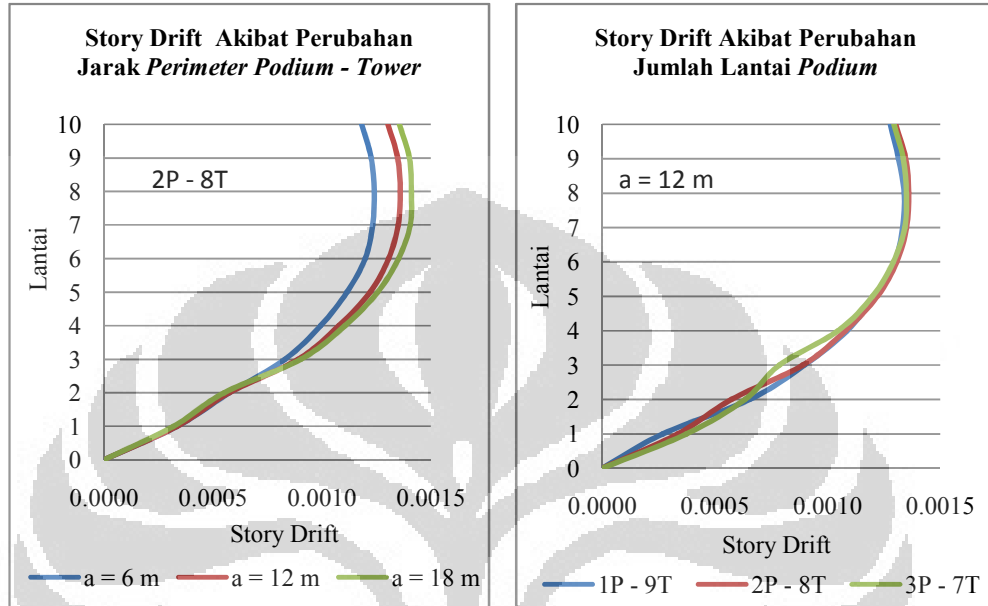 Story Drift Akibat Perubahan
Jarak Perimeter Podium - Tower
10
9
8
7
6
5
4
3
2
1
0
Lantai
2P - 8T
0.0000 0.0005 0.0010 0.0015
Story Drift
a = 6 m a = 12 m a = 18 m
Story Drift Akibat Perubahan
Jumlah Lantai Podium
10
9
8
7
6
5
4
3
2
1
0
Lantai
a = 12 m
0.0000 0.0005 0.0010 0.0015
Story Drift
1P - 9T 2P - 8T 3P - 7T